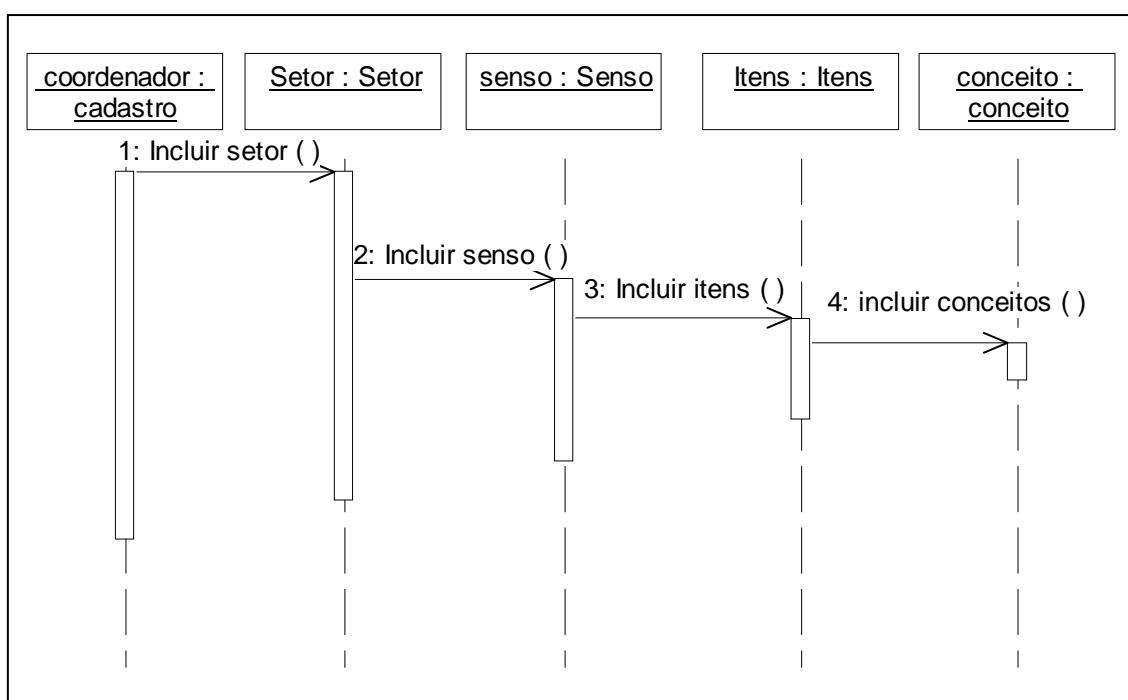 coordenador :
cadastro
Setor : Setor
senso : Senso
Itens : Itens
conceito :
conceito
1: Incluir setor ( )
2: Incluir senso ( )
3: Incluir itens ( )
4: incluir conceitos ( )